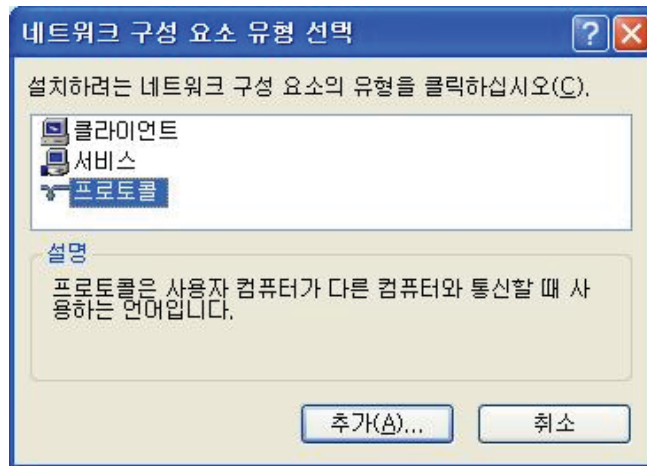 네트워크 구성 요소 유형 선택
설치하려는 네트워크 구성 요소의 유형을 클릭하십시오(C).
클라이언트
서비스
프로토콜
설명
프로토콜은 사용자 컴퓨터가 다른 컴퓨터와 통신할 때 사
용하는 언어입니다.
추가(A)... 취소